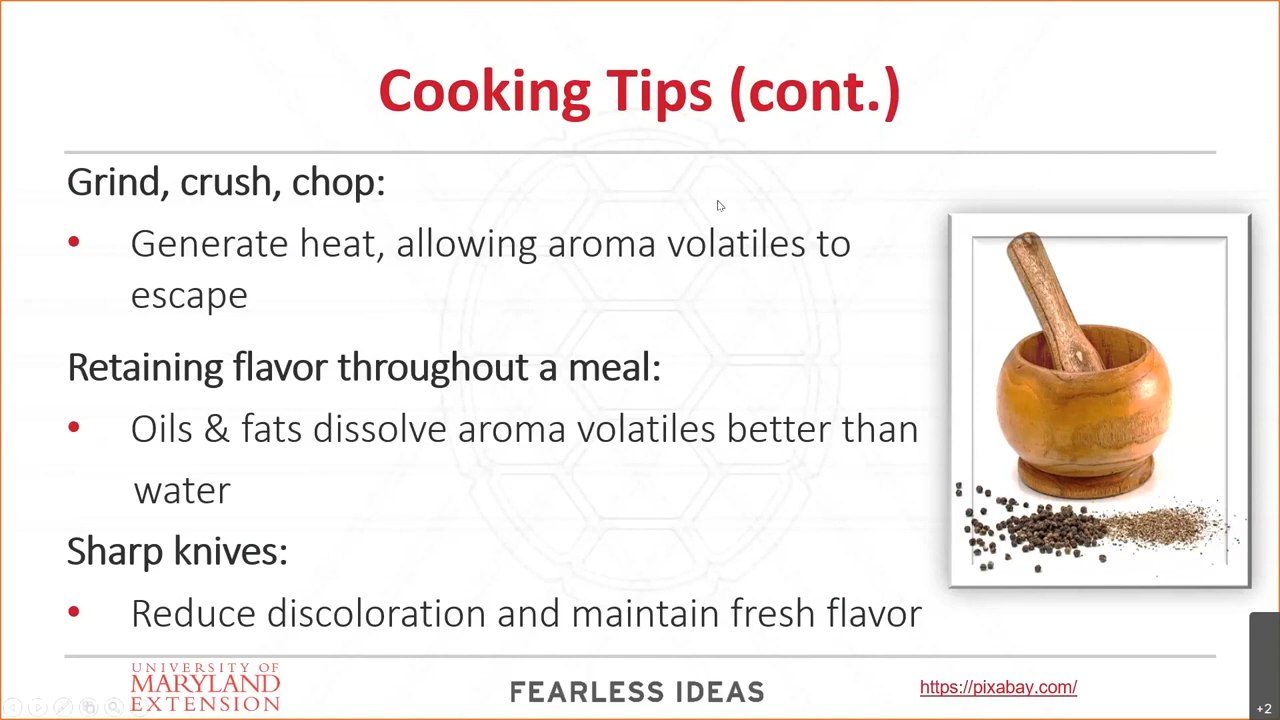 Cooking Tips (cont.)
Grind, crush, chop:
• Generate heat, allowing aroma volatiles to
escape
Retaining flavor throughout a meal:
• Oils & fats dissolve aroma volatiles better than
water
Sharp knives:
• Reduce discoloration and maintain fresh flavor
UNIVERSITY OF
MARYLAND
EXTENSION
FEARLESS IDEAS
https://pixabay.com/
+2